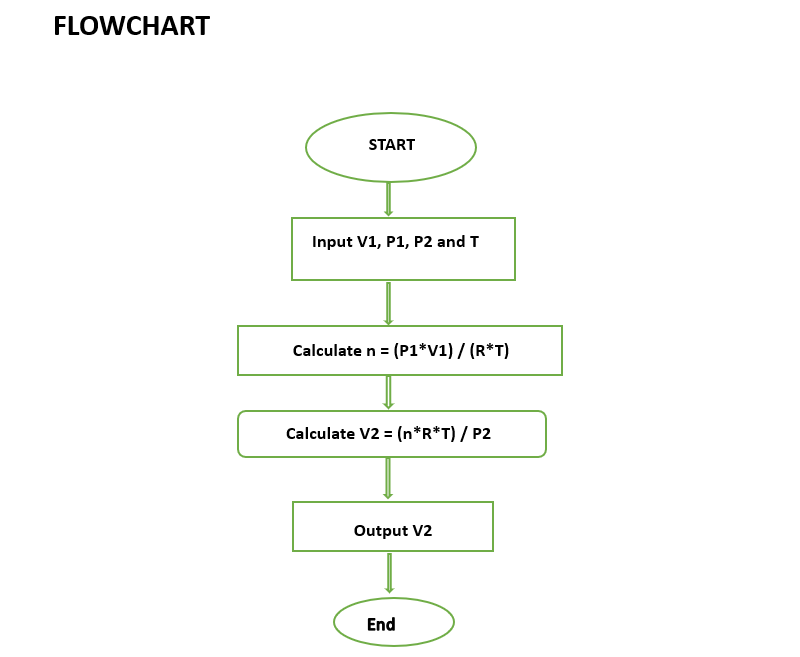 FLOWCHART
START
Input V1, P1, P2 and T
Calculate n = (P1*V1) / (R*T)
Calculate V2 = (n*R*T) / P2
Output V2
End